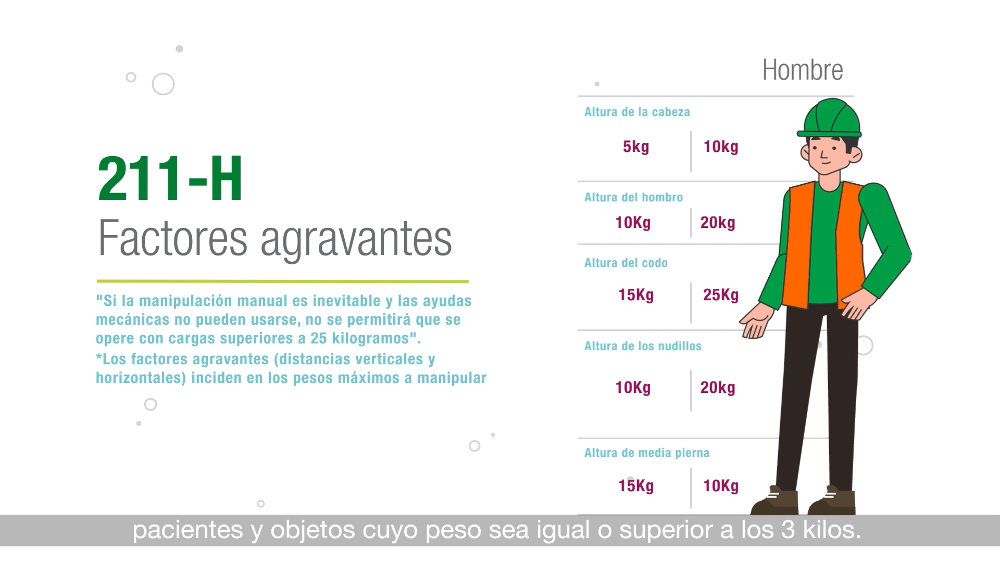 211-H
Factores agravantes
"Si la manipulación manual es inevitable y las ayudas
mecánicas no pueden usarse, no se permitirá que se
opere con cargas superiores a 25 kilogramos".
*Los factores agravantes (distancias verticales y
horizontales) inciden en los pesos máximos a manipular
Hombre
Altura de la cabeza
5kg 10kg
Altura del hombro
10Kg 20kg
Altura del codo
15Kg 25Kg
Altura de los nudillos
10Kg 20kg
Altura de media pierna
15Kg 10Kg
pacientes y objetos cuyo peso sea igual o superior a los 3 kilos.